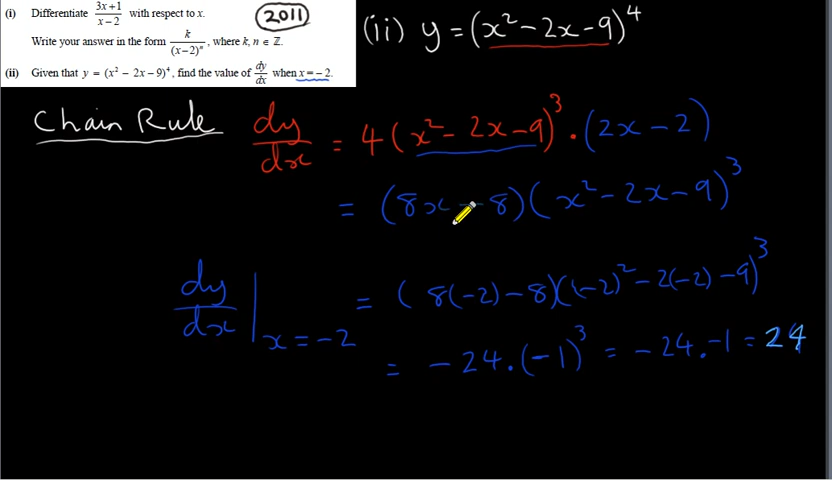 (i) Differentiate (3x+1)/(x−2) with respect to x.
2011
Write your answer in the form k/(x−2)ⁿ, where k, n ∈ ℤ.
(ii) Given that y = (x² − 2x − 9)⁴, find the value of dy/dx when x = − 2.
(ii) y = (x² − 2x − 9)⁴
Chain Rule dy/dx = 4(x² − 2x − 9)³ · (2x − 2)
= (8x − 8)(x² − 2x − 9)³
dy/dx | x = −2 = (8(−2) − 8)((−2)² − 2(−2) − 9)³
= − 24 . (−1)³ = − 24 . −1 = 24